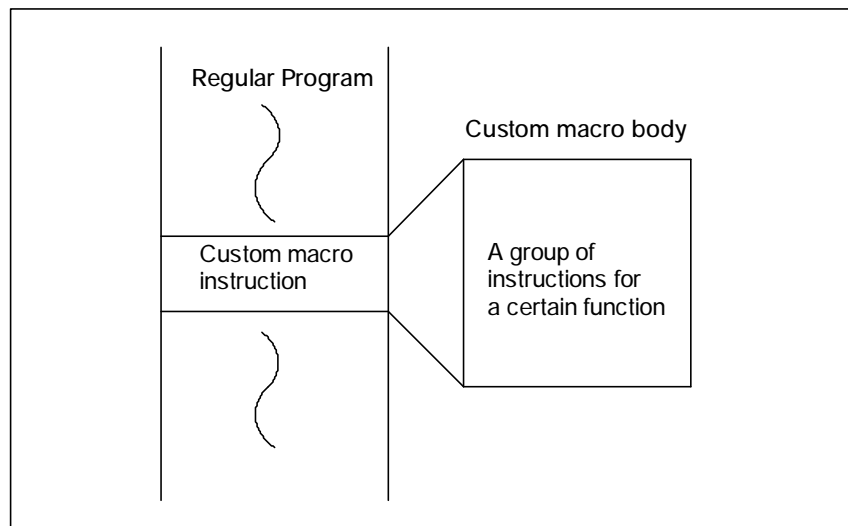 Regular Program
Custom macro body
Custom macro
instruction
A group of
instructions for
a certain function